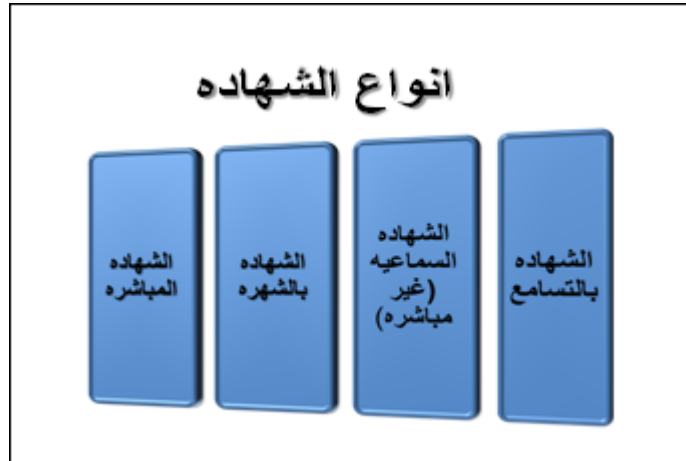 انواع الشهاده
الشهاده
بالتسامع
الشهاده
السماعيه
(غير
مباشره)
الشهاده
بالشهره
الشهاده
المباشره